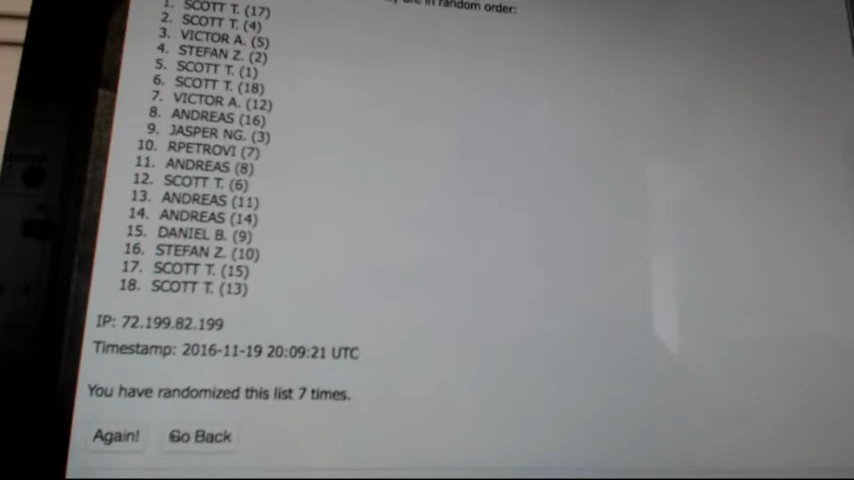 are in random order:
1. SCOTT T. (17)
2. SCOTT T. (4)
3. VICTOR A. (5)
4. STEFAN Z. (2)
5. SCOTT T. (1)
6. SCOTT T. (18)
7. VICTOR A. (12)
8. ANDREAS (16)
9. JASPER NG. (3)
10. RPETROVI (7)
11. ANDREAS (8)
12. SCOTT T. (6)
13. ANDREAS (11)
14. ANDREAS (14)
15. DANIEL B. (9)
16. STEFAN Z. (10)
17. SCOTT T. (15)
18. SCOTT T. (13)
IP: 72.199.82.199
Timestamp: 2016-11-19 20:09:21 UTC
You have randomized this list 7 times.
Again! Go Back